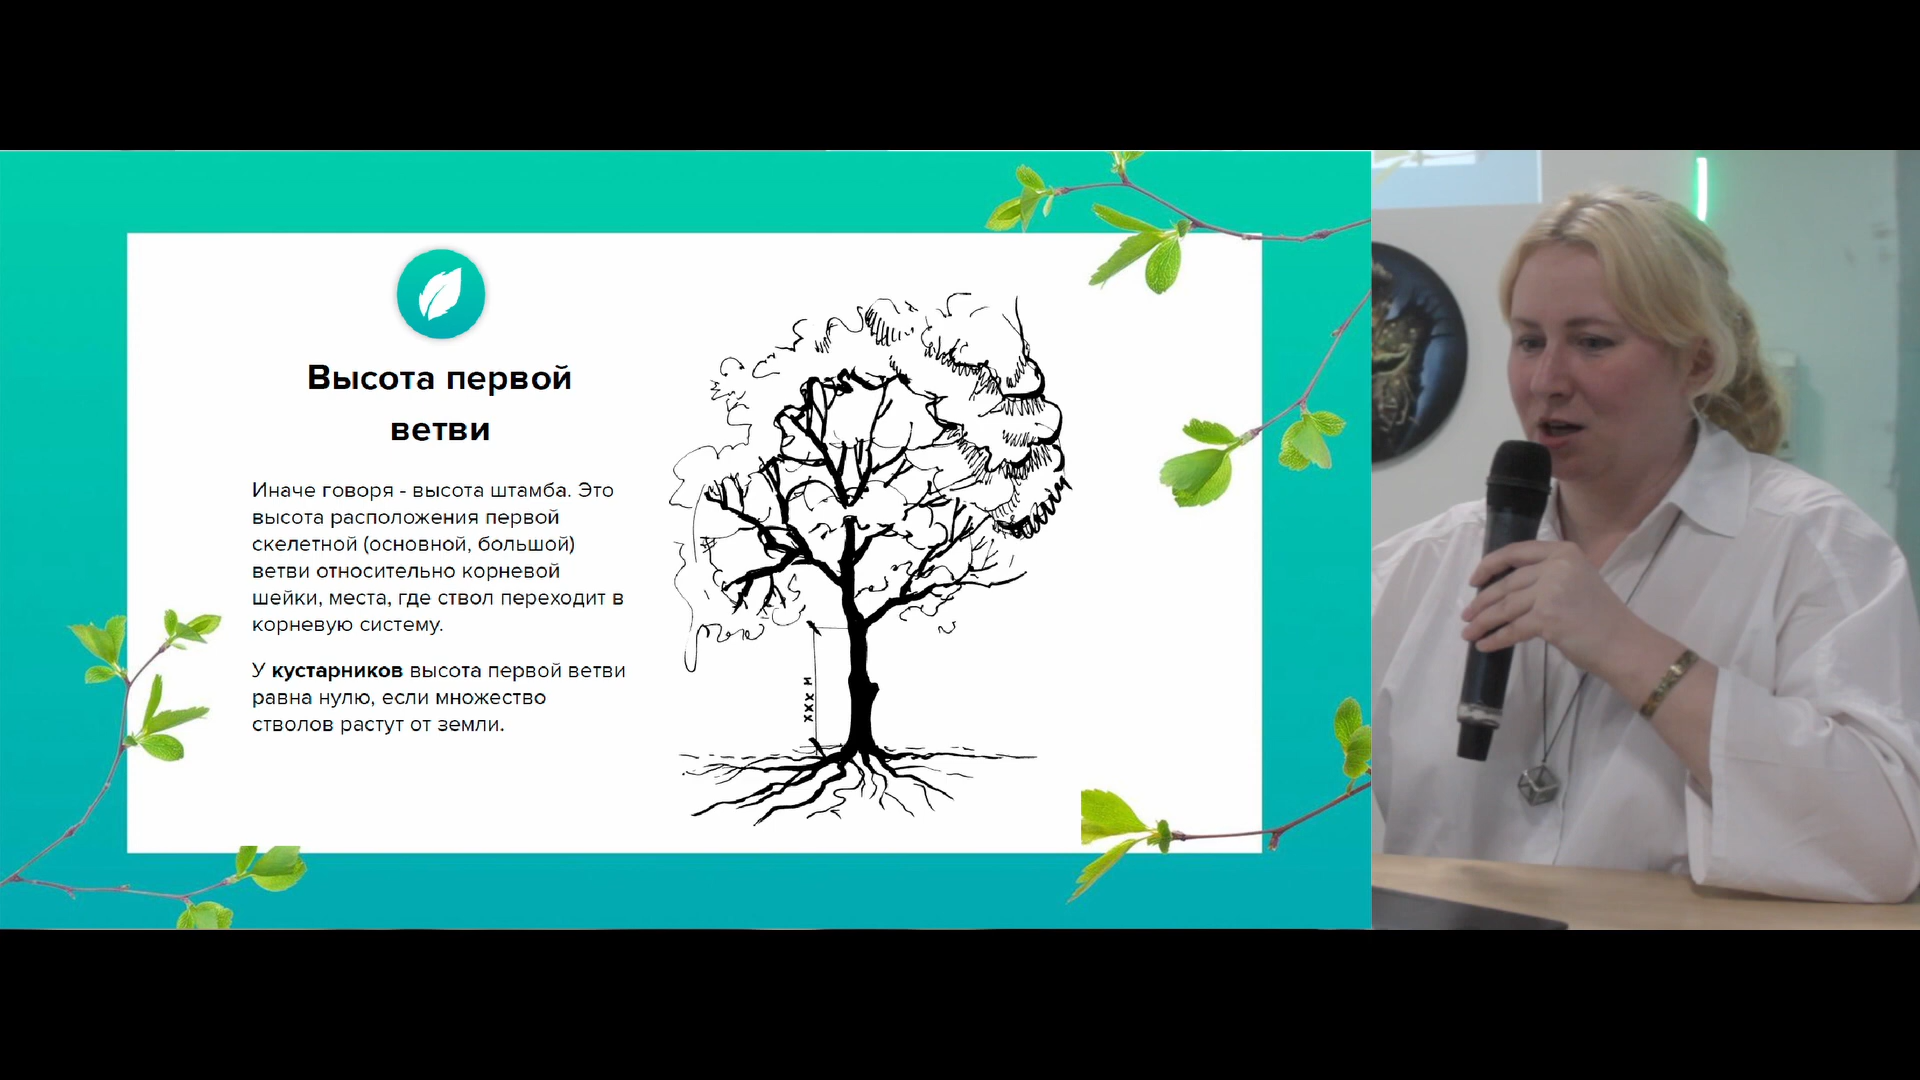 Высота первой
ветви
Иначе говоря - высота штамба. Это
высота расположения первой
скелетной (основной, большой)
ветви относительно корневой
шейки, места, где ствол переходит в
корневую систему.
У кустарников высота первой ветви
равна нулю, если множество
стволов растут от земли.
ххх м